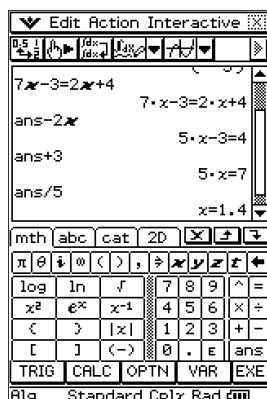 Edit Action Interactive
7x-3=2x+4
7·x-3=2·x+4
ans-2x
5·x-3=4
ans+3
5·x=7
ans/5
x=1.4
mth abc cat 2D
π θ i ∞ ( ) , ⇒ x y z t ←
log ln √ 7 8 9 ^ =
x² eˣ x⁻¹ 4 5 6 × ÷
( ) |x| 1 2 3 + -
[ ] (-) 0 . E ans
TRIG CALC OPTN VAR EXE
Alg Standard Cplx Rad